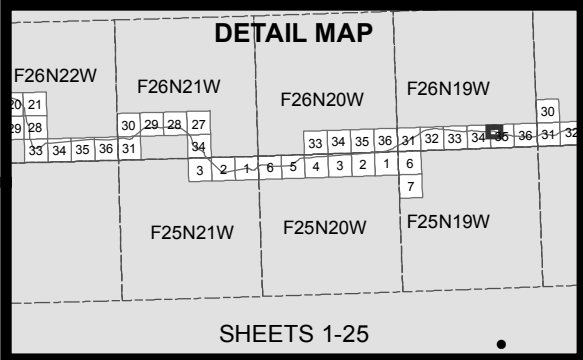 DETAIL MAP
F26N22W
F26N21W
F26N20W
F26N19W
20 21
30
29 28
30 29 28 27
33 34 35 36 31
34
33 34 35 36 31 32 33 34 35 36 31 32
3 2 1 6 5 4 3 2 1 6
7
F25N21W
F25N20W
F25N19W
SHEETS 1-25